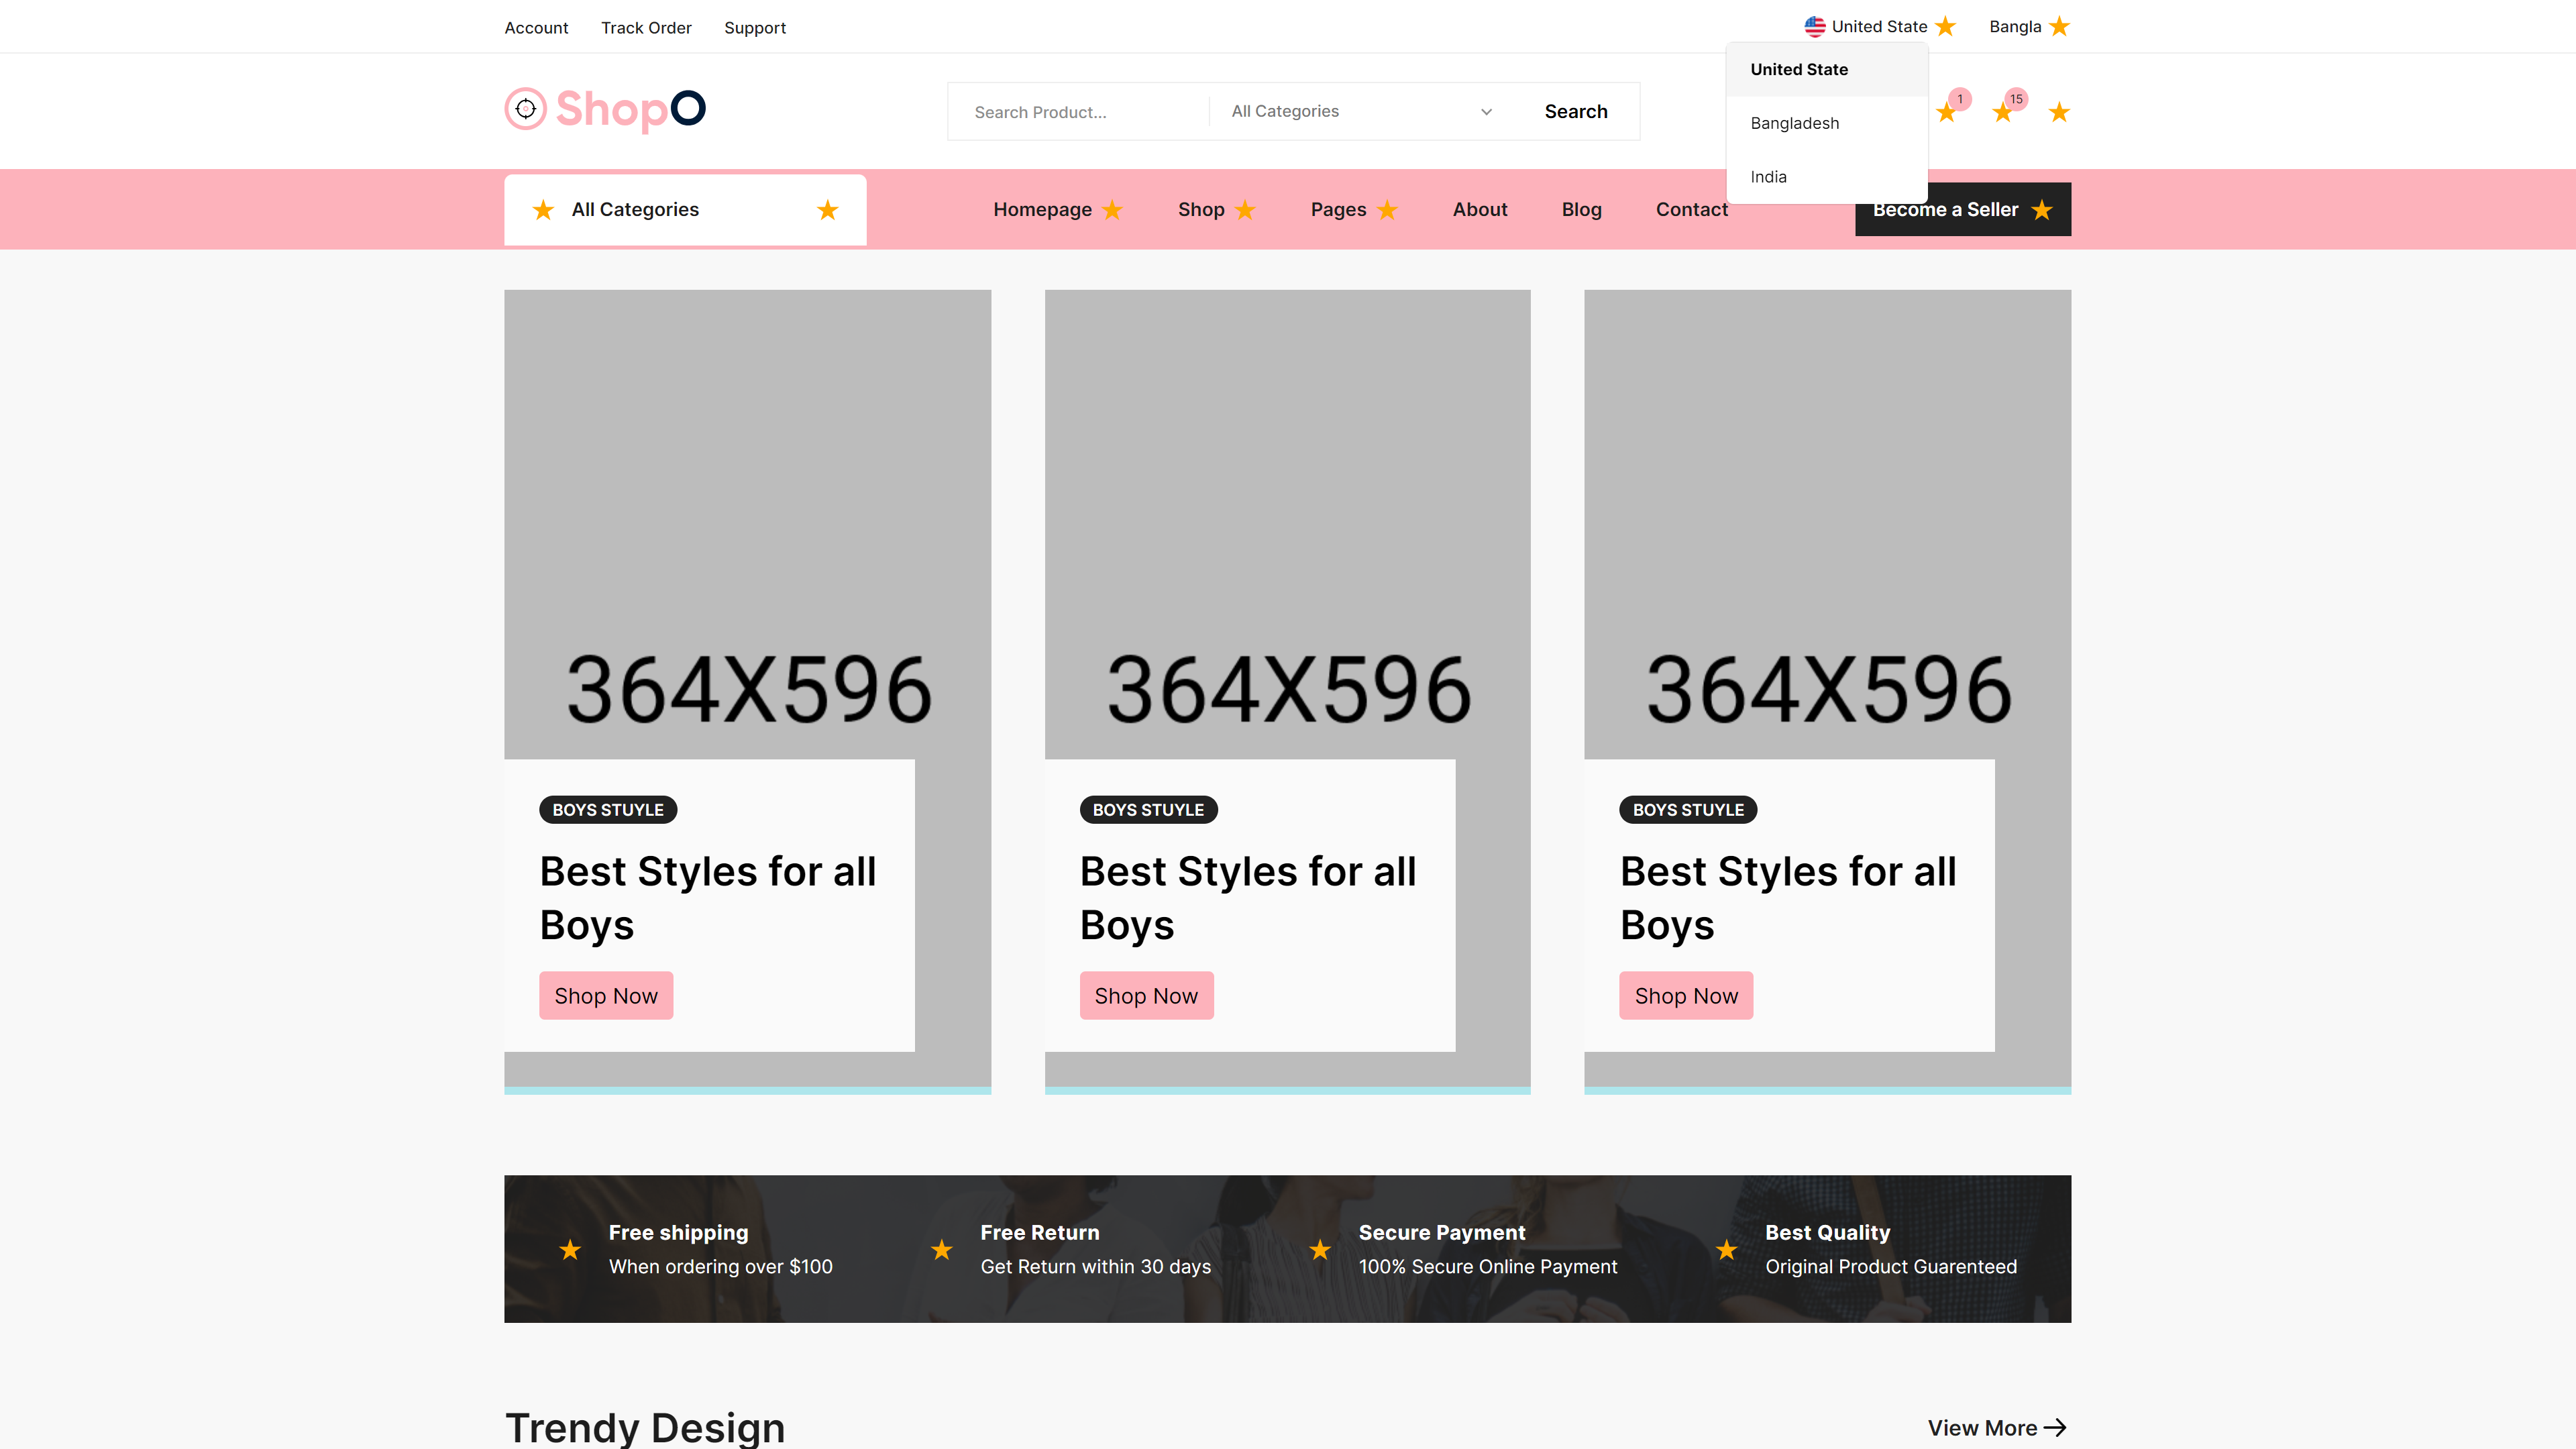 Account
Track Order
Support
United State
Bangla
United State
Bangladesh
India
ShopO
Search Product...
All Categories
Search
1
15
All Categories
Homepage
Shop
Pages
About
Blog
Contact
Become a Seller
364X596
BOYS STUYLE
Best Styles for all
Boys
Shop Now
364X596
BOYS STUYLE
Best Styles for all
Boys
Shop Now
364X596
BOYS STUYLE
Best Styles for all
Boys
Shop Now
Free shipping
When ordering over $100
Free Return
Get Return within 30 days
Secure Payment
100% Secure Online Payment
Best Quality
Original Product Guarenteed
Trendy Design
View More